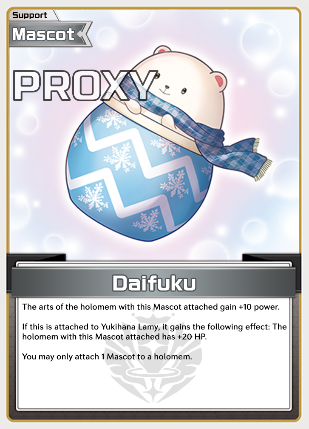 Support
Mascot
PROXY
Daifuku
The arts of the holomem with this Mascot attached gain +10 power.
If this is attached to Yukihana Lamy, it gains the following effect: The
holomem with this Mascot attached has +20 HP.
You may only attach 1 Mascot to a holomem.